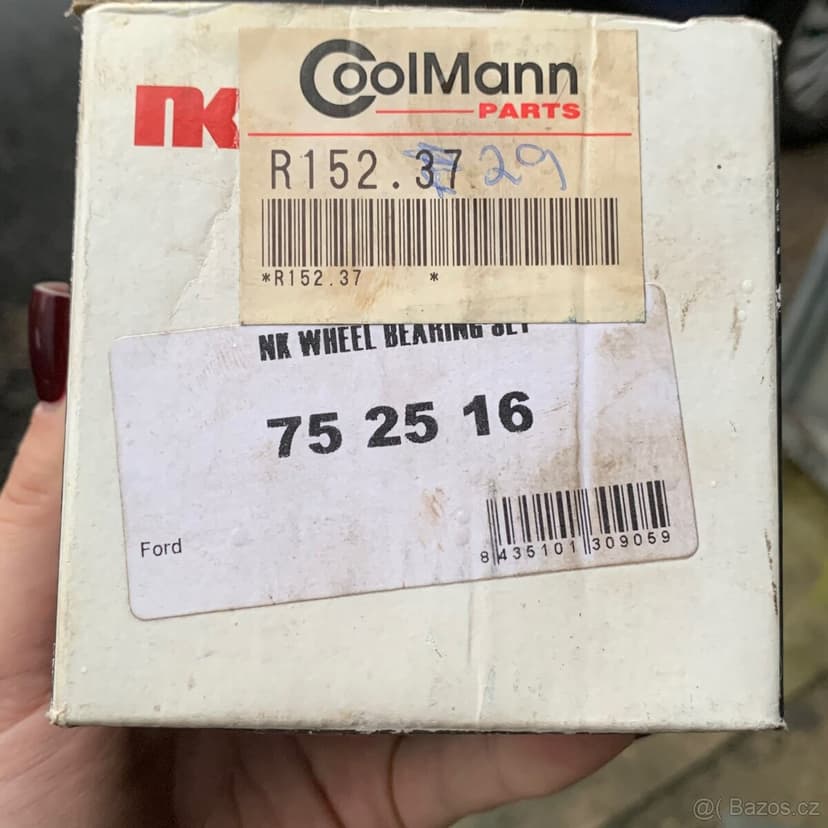 CoolMann
PARTS
NK
R152.37 29
*R152.37 *
NK WHEEL BEARING SET
75 25 16
Ford
8 435101 309059
@( Bazos.cz